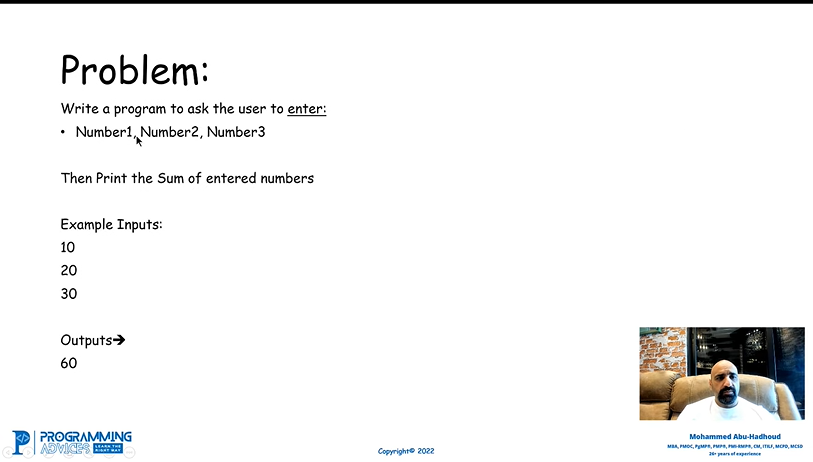 Problem:
Write a program to ask the user to enter:
• Number1, Number2, Number3
Then Print the Sum of entered numbers
Example Inputs:
10
20
30
Outputs➔
60
PROGRAMMING
ADVICES LEARN THE RIGHT WAY
Copyright© 2022
Mohammed Abu-Hadhoud
MBA, PMOC, PgMP®, PMP®, PMI-RMP®, CM, ITILF, MCPD, MCSD
26+ years of experience